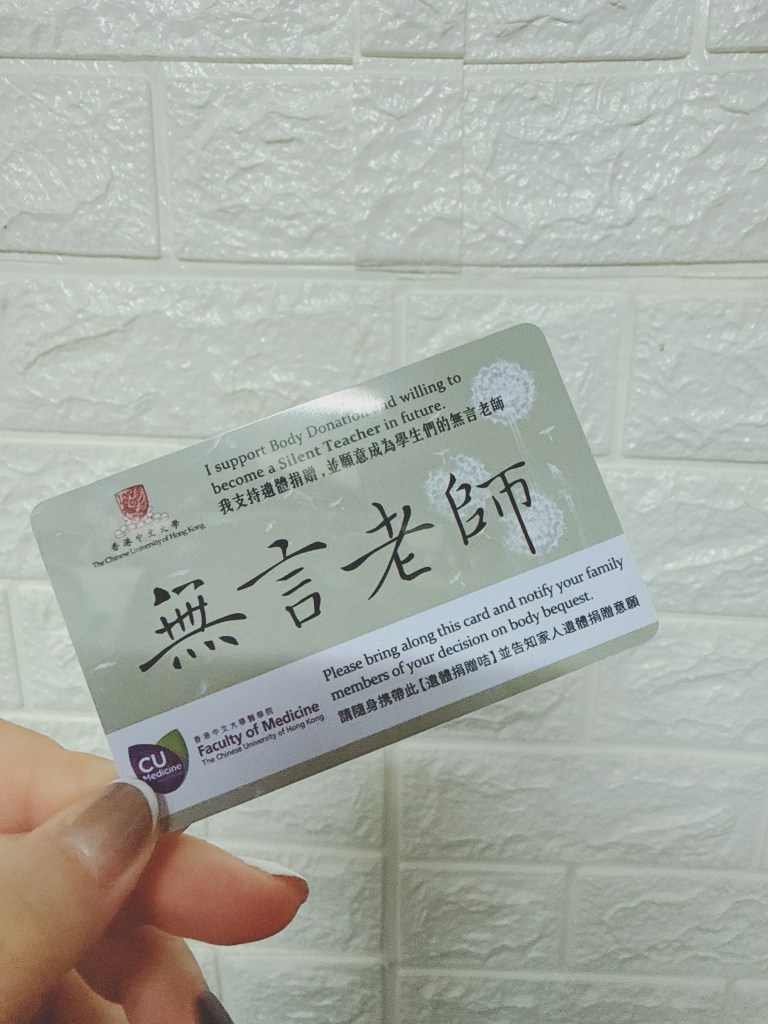 I support Body Donation and willing to
become a Silent Teacher in future.
我支持遺體捐贈，並願意成為學生們的無言老師
香港中文大學
The Chinese University of Hong Kong
無言老師
Please bring along this card and notify your family
members of your decision on body bequest.
請隨身携帶此【遺體捐贈咭】並告知家人遺體捐贈意願
CU
Medicine
香港中文大學醫學院
Faculty of Medicine
The Chinese University of Hong Kong